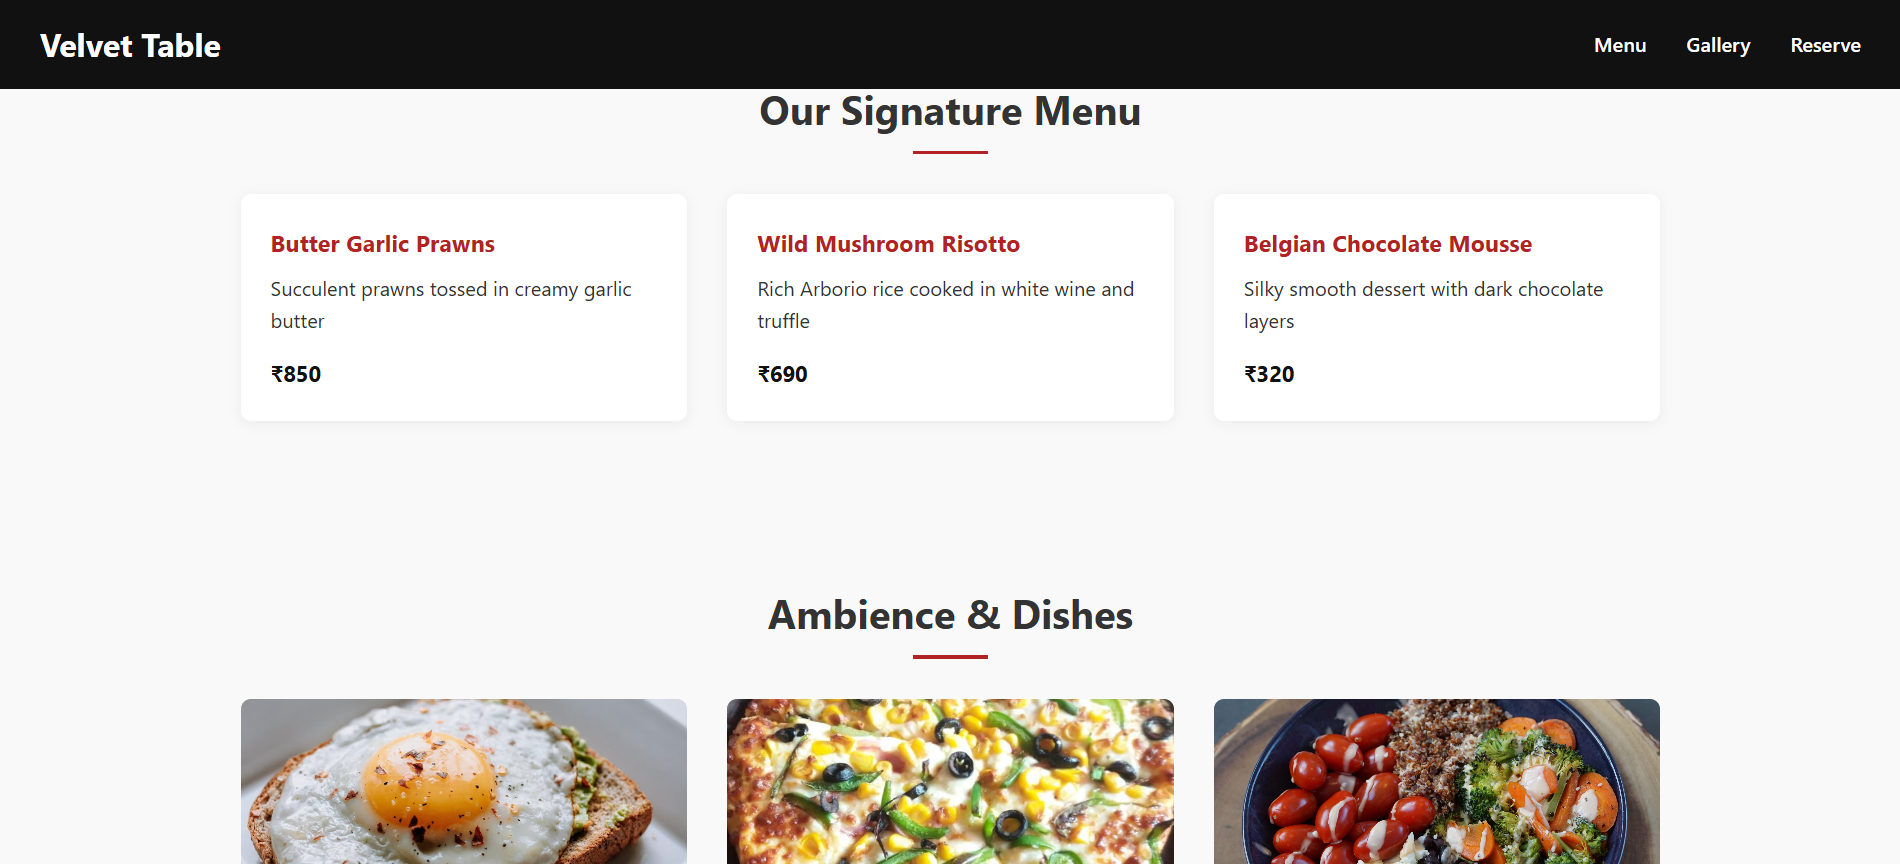 Velvet Table
Menu Gallery Reserve
Our Signature Menu
Butter Garlic Prawns
Succulent prawns tossed in creamy garlic
butter
₹850
Wild Mushroom Risotto
Rich Arborio rice cooked in white wine and
truffle
₹690
Belgian Chocolate Mousse
Silky smooth dessert with dark chocolate
layers
₹320
Ambience & Dishes